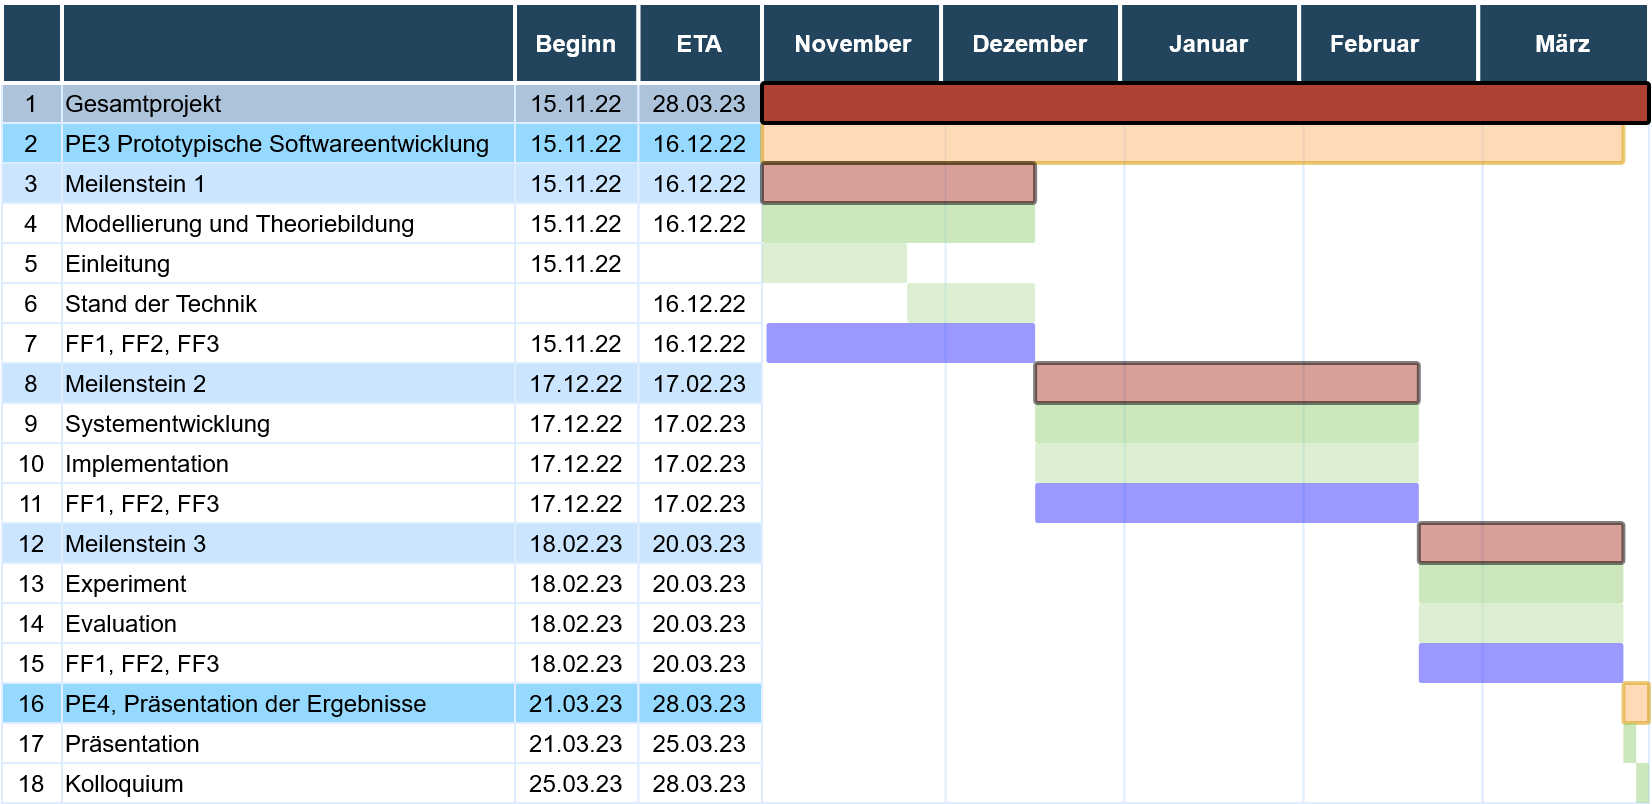 Beginn ETA November Dezember Januar Februar März
1 Gesamtprojekt 15.11.22 28.03.23
2 PE3 Prototypische Softwareentwicklung 15.11.22 16.12.22
3 Meilenstein 1 15.11.22 16.12.22
4 Modellierung und Theoriebildung 15.11.22 16.12.22
5 Einleitung 15.11.22
6 Stand der Technik 16.12.22
7 FF1, FF2, FF3 15.11.22 16.12.22
8 Meilenstein 2 17.12.22 17.02.23
9 Systementwicklung 17.12.22 17.02.23
10 Implementation 17.12.22 17.02.23
11 FF1, FF2, FF3 17.12.22 17.02.23
12 Meilenstein 3 18.02.23 20.03.23
13 Experiment 18.02.23 20.03.23
14 Evaluation 18.02.23 20.03.23
15 FF1, FF2, FF3 18.02.23 20.03.23
16 PE4, Präsentation der Ergebnisse 21.03.23 28.03.23
17 Präsentation 21.03.23 25.03.23
18 Kolloquium 25.03.23 28.03.23